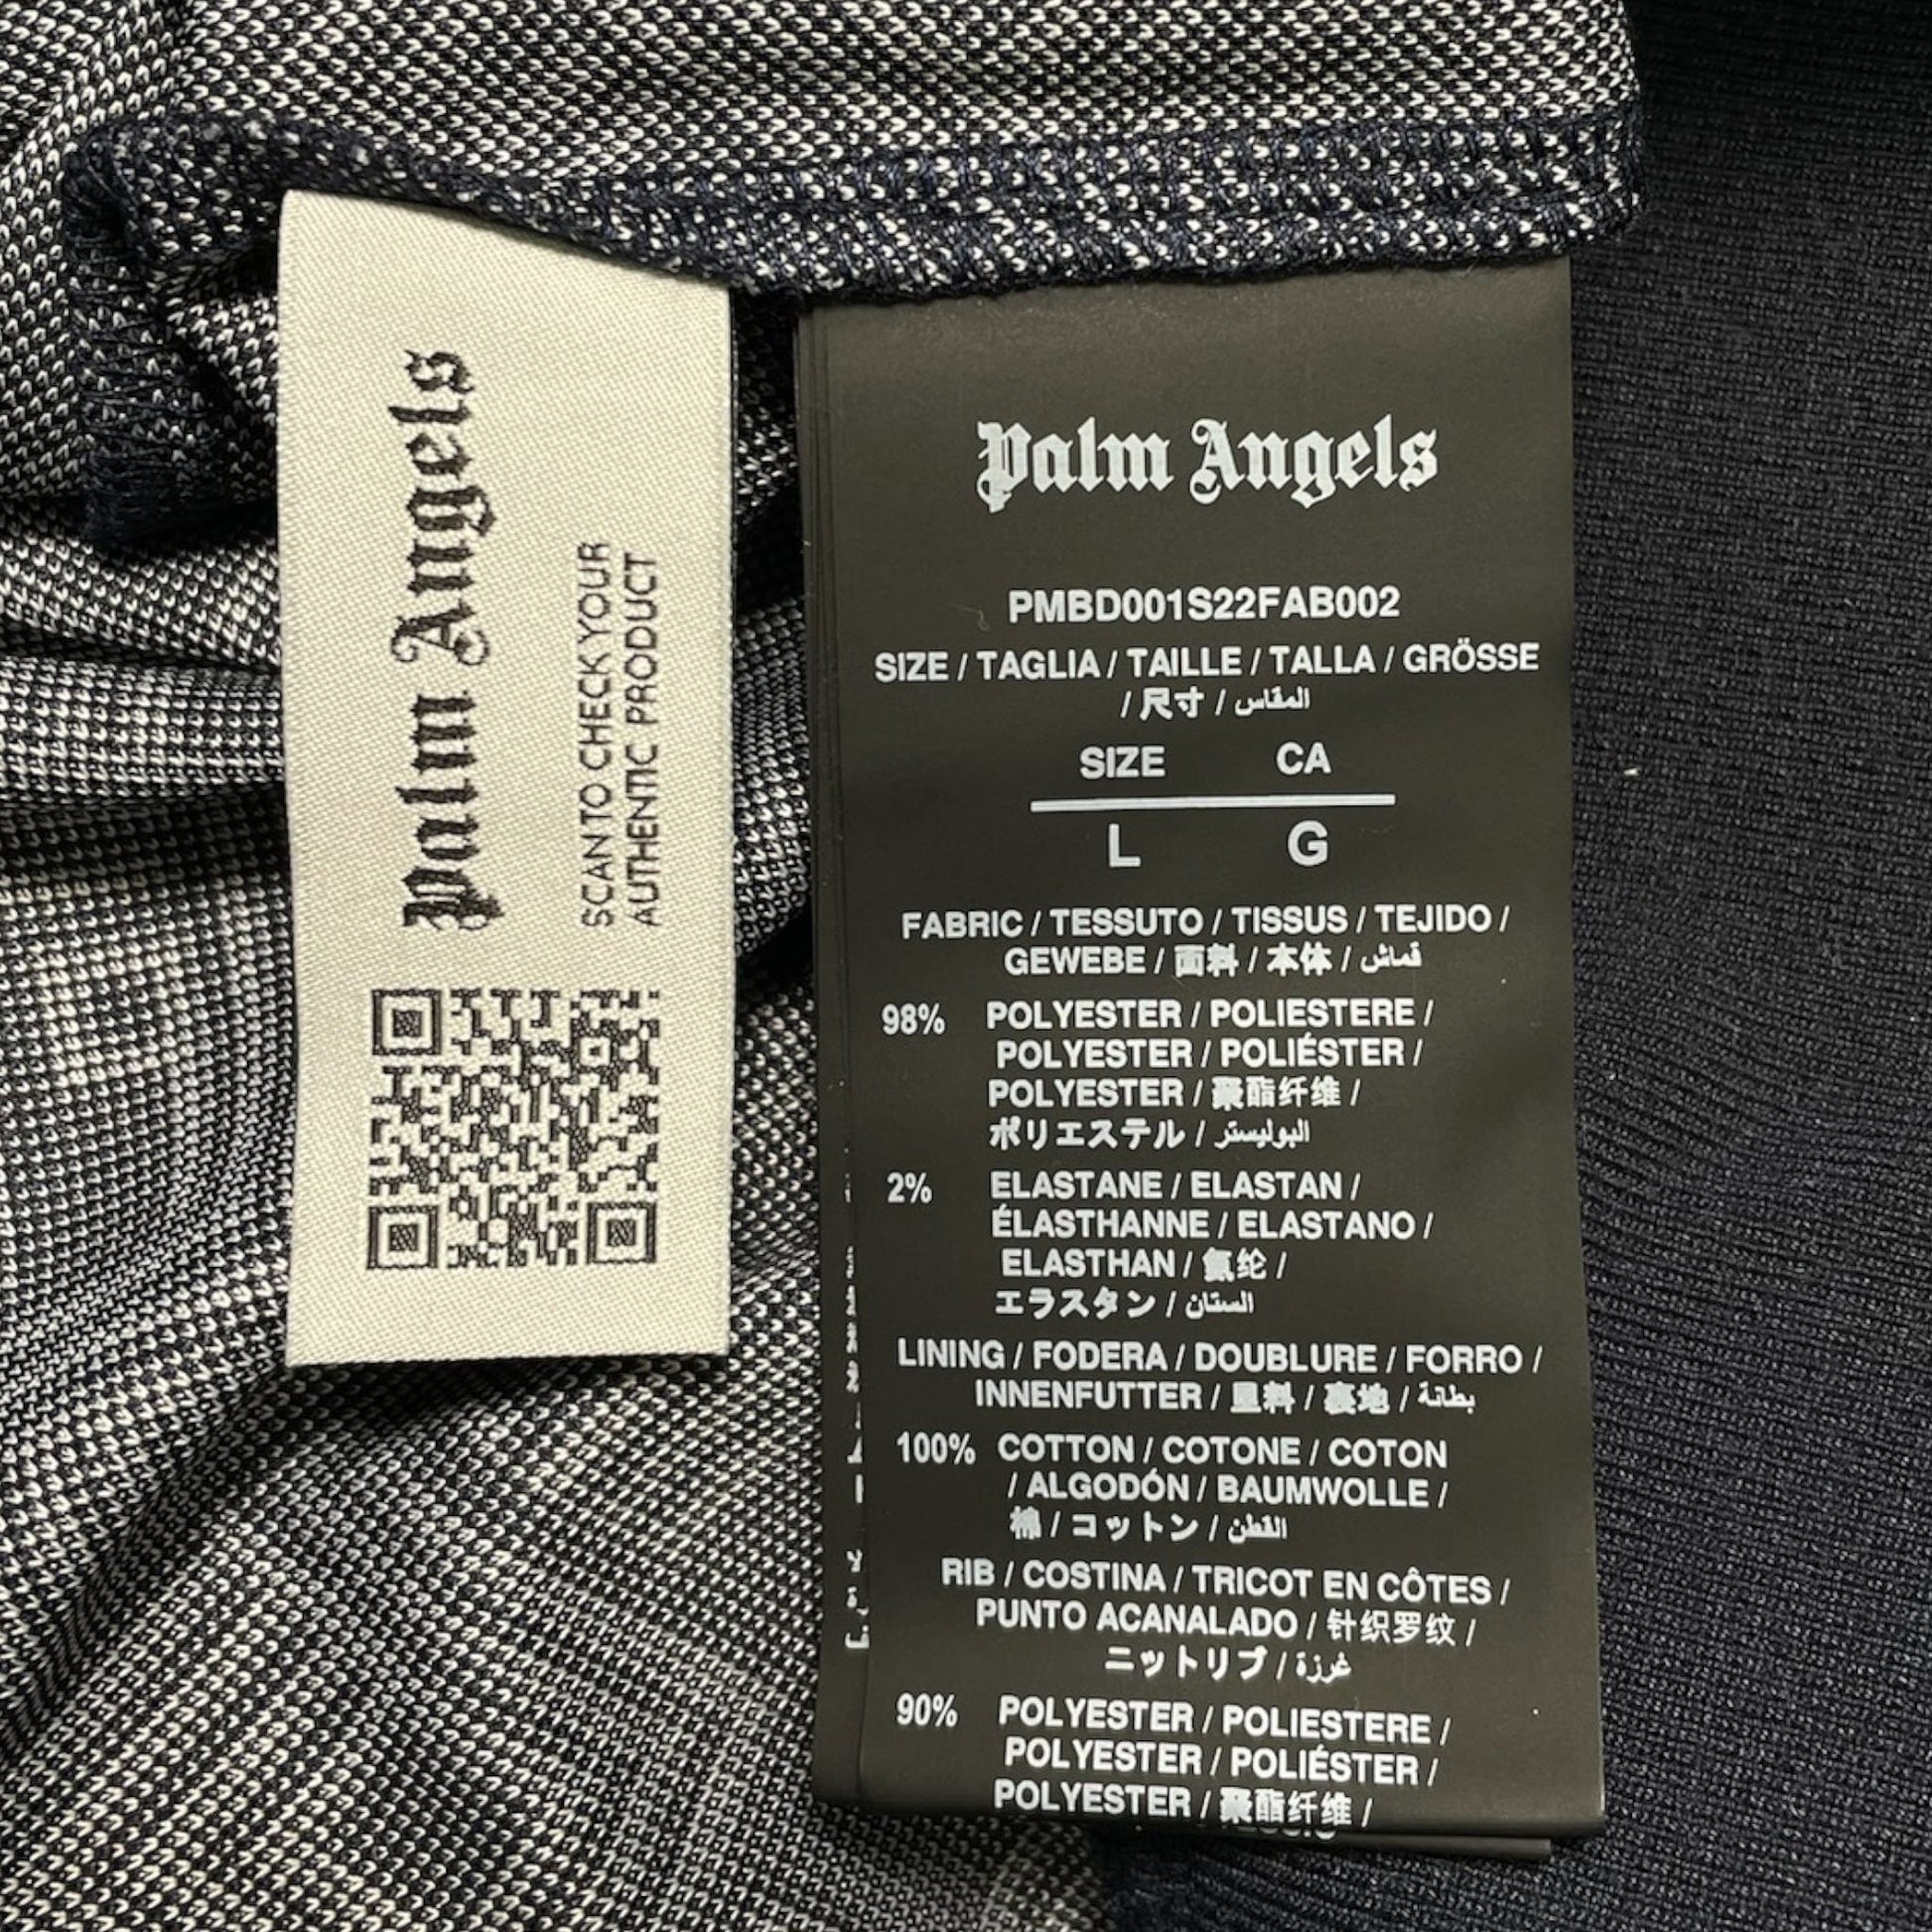 Palm Angels
SCAN TO CHECK YOUR
AUTHENTIC PRODUCT
Palm Angels
PMBD001S22FAB002
SIZE / TAGLIA / TAILLE / TALLA / GRÖSSE
/ 尺寸 / المقاس
SIZE CA
L G
FABRIC / TESSUTO / TISSUS / TEJIDO /
GEWEBE / 面料 / 本体 / قماش
98% POLYESTER / POLIESTERE /
POLYESTER / POLIÉSTER /
POLYESTER / 聚酯纤维 /
ポリエステル / البوليستر
2% ELASTANE / ELASTAN /
ÉLASTHANNE / ELASTANO /
ELASTHAN / 氨纶 /
エラスタン / الستان
LINING / FODERA / DOUBLURE / FORRO /
INNENFUTTER / 里料 / 裏地 / بطانة
100% COTTON / COTONE / COTON
/ ALGODÓN / BAUMWOLLE /
棉 / コットン / القطن
RIB / COSTINA / TRICOT EN CÔTES /
PUNTO ACANALADO / 针织罗纹 /
ニットリブ / غرزة
90% POLYESTER / POLIESTERE /
POLYESTER / POLIÉSTER /
POLYESTER / 聚酯纤维 /